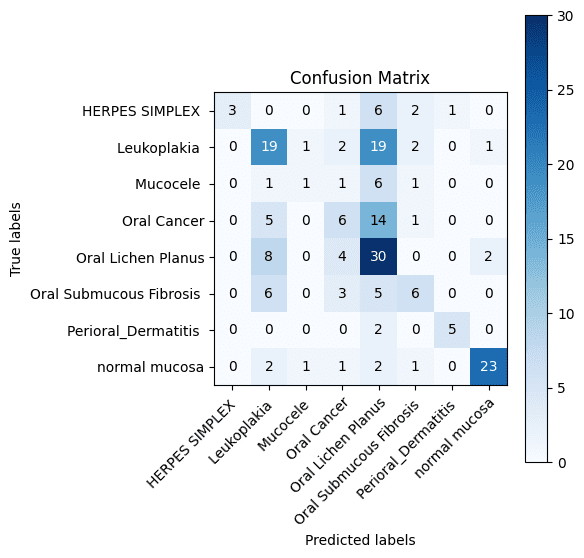 Confusion Matrix
True labels
HERPES SIMPLEX 3 0 0 1 6 2 1 0
Leukoplakia 0 19 1 2 19 2 0 1
Mucocele 0 1 1 1 6 1 0 0
Oral Cancer 0 5 0 6 14 1 0 0
Oral Lichen Planus 0 8 0 4 30 0 0 2
Oral Submucous Fibrosis 0 6 0 3 5 6 0 0
Perioral_Dermatitis 0 0 0 0 2 0 5 0
normal mucosa 0 2 1 1 2 1 0 23
HERPES SIMPLEX
Leukoplakia
Mucocele
Oral Cancer
Oral Lichen Planus
Oral Submucous Fibrosis
Perioral_Dermatitis
normal mucosa
Predicted labels
30
25
20
15
10
5
0